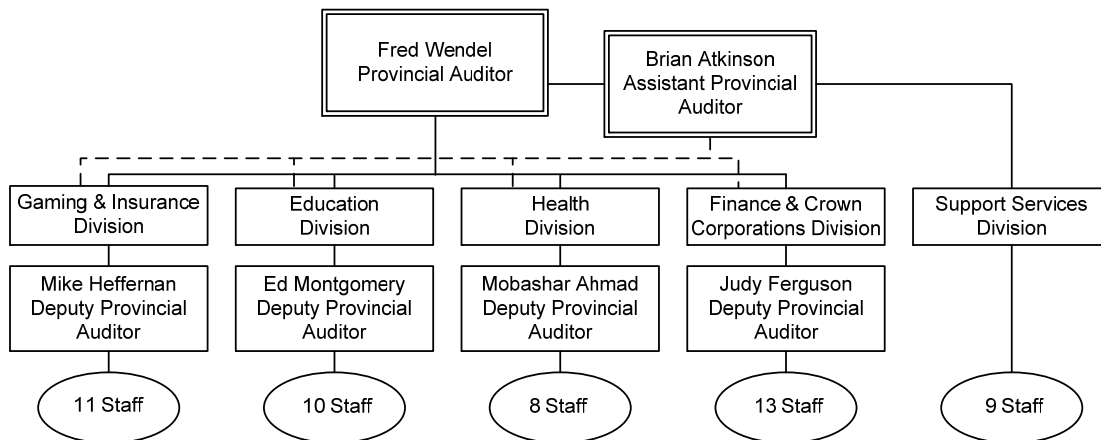 Fred Wendel
Provincial Auditor
Brian Atkinson
Assistant Provincial
Auditor
Gaming & Insurance
Division
Education
Division
Health
Division
Finance & Crown
Corporations Division
Support Services
Division
Mike Heffernan
Deputy Provincial
Auditor
Ed Montgomery
Deputy Provincial
Auditor
Mobashar Ahmad
Deputy Provincial
Auditor
Judy Ferguson
Deputy Provincial
Auditor
11 Staff
10 Staff
8 Staff
13 Staff
9 Staff